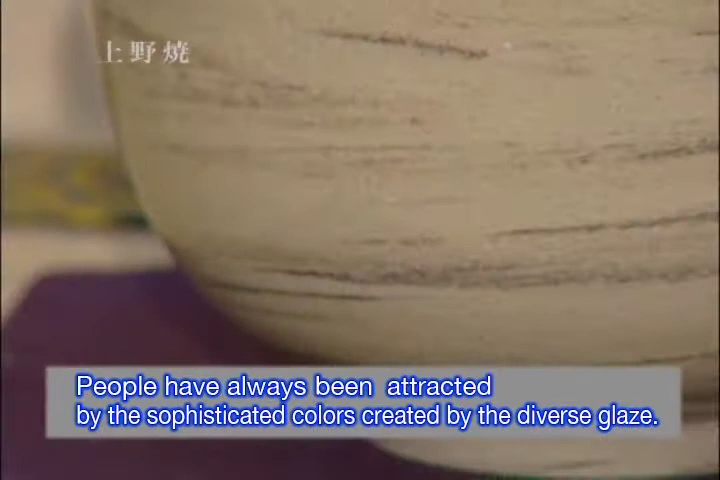 上野焼
People have always been attracted
by the sophisticated colors created by the diverse glaze.